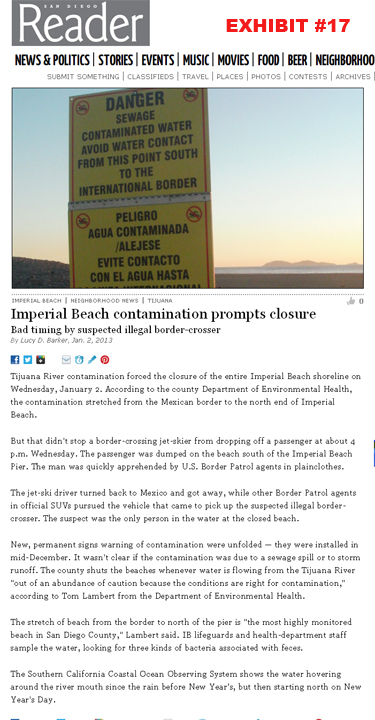 SAN DIEGO
Reader
EXHIBIT #17
NEWS & POLITICS | STORIES | EVENTS | MUSIC | MOVIES | FOOD | BEER | NEIGHBORHOO
SUBMIT SOMETHING | CLASSIFIEDS | TRAVEL | PLACES | PHOTOS | CONTESTS | ARCHIVES |
DANGER
SEWAGE
CONTAMINATED WATER
AVOID WATER CONTACT
FROM THIS POINT SOUTH
TO THE
INTERNATIONAL BORDER
PELIGRO
AGUA CONTAMINADA
/ALEJESE
EVITE CONTACTO
CON EL AGUA HASTA
IMPERIAL BEACH | NEIGHBORHOOD NEWS | TIJUANA
0
Imperial Beach contamination prompts closure
Bad timing by suspected illegal border-crosser
By Lucy D. Barker, Jan. 2, 2013
Tijuana River contamination forced the closure of the entire Imperial Beach shoreline on
Wednesday, January 2. According to the county Department of Environmental Health,
the contamination stretched from the Mexican border to the north end of Imperial
Beach.
But that didn't stop a border-crossing jet-skier from dropping off a passenger at about 4
p.m. Wednesday. The passenger was dumped on the beach south of the Imperial Beach
Pier. The man was quickly apprehended by U.S. Border Patrol agents in plainclothes.
The jet-ski driver turned back to Mexico and got away, while other Border Patrol agents
in official SUVs pursued the vehicle that came to pick up the suspected illegal border-
crosser. The suspect was the only person in the water at the closed beach.
New, permanent signs warning of contamination were unfolded — they were installed in
mid-December. It wasn't clear if the contamination was due to a sewage spill or to storm
runoff. The county shuts the beaches whenever water is flowing from the Tijuana River
"out of an abundance of caution because the conditions are right for contamination,"
according to Tom Lambert from the Department of Environmental Health.
The stretch of beach from the border to north of the pier is "the most highly monitored
beach in San Diego County," Lambert said. IB lifeguards and health-department staff
sample the water, looking for three kinds of bacteria associated with feces.
The Southern California Coastal Ocean Observing System shows the water hovering
around the river mouth since the rain before New Year's, but then starting north on New
Year's Day.